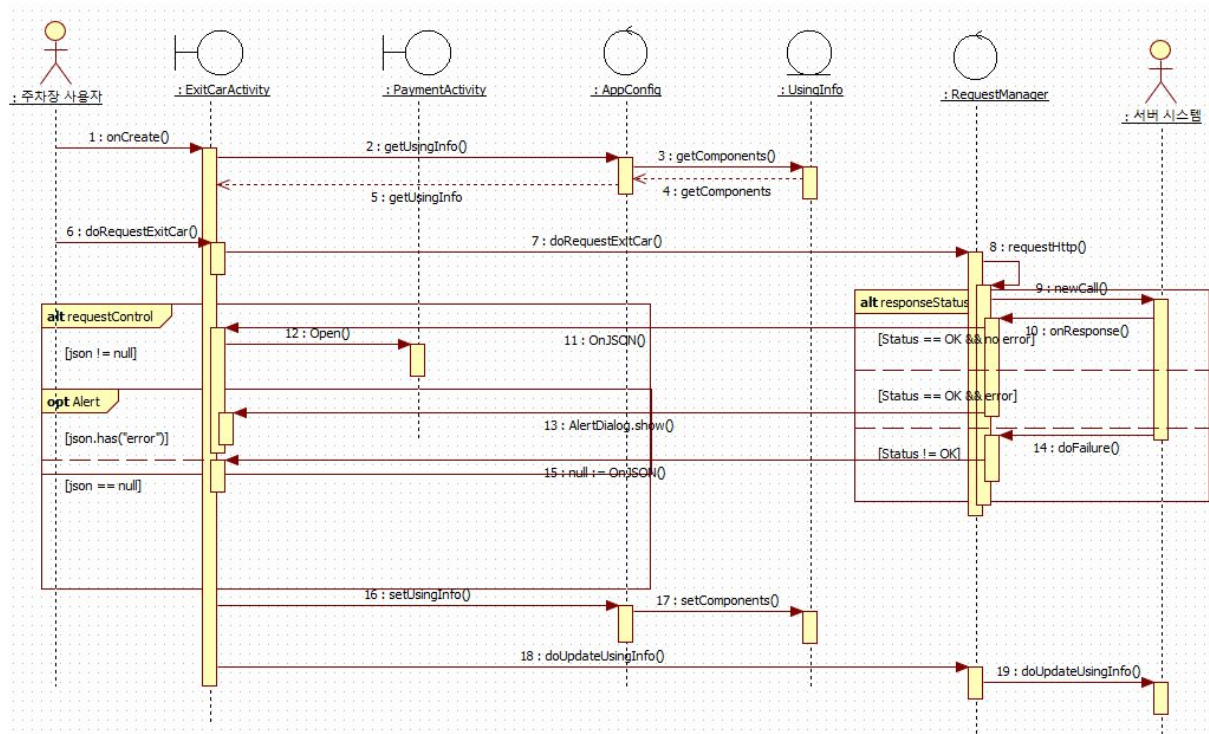 : 주차장 사용자
: ExitCarActivity
: PaymentActivity
: AppConfig
: UsingInfo
: RequestManager
: 서버 시스템
1 : onCreate()
2 : getUsingInfo()
3 : getComponents()
4 : getComponents
5 : getUsingInfo
6 : doRequestExitCar()
7 : doRequestExitCar()
8 : requestHttp()
alt responseStatus
9 : newCall()
alt requestControl
10 : onResponse()
[Status == OK && no error]
11 : OnJSON()
12 : Open()
[json != null]
opt Alert
[Status == OK && error]
13 : AlertDialog.show()
[json.has("error")]
14 : doFailure()
[Status != OK]
15 : null := OnJSON()
[json == null]
16 : setUsingInfo()
17 : setComponents()
18 : doUpdateUsingInfo()
19 : doUpdateUsingInfo()